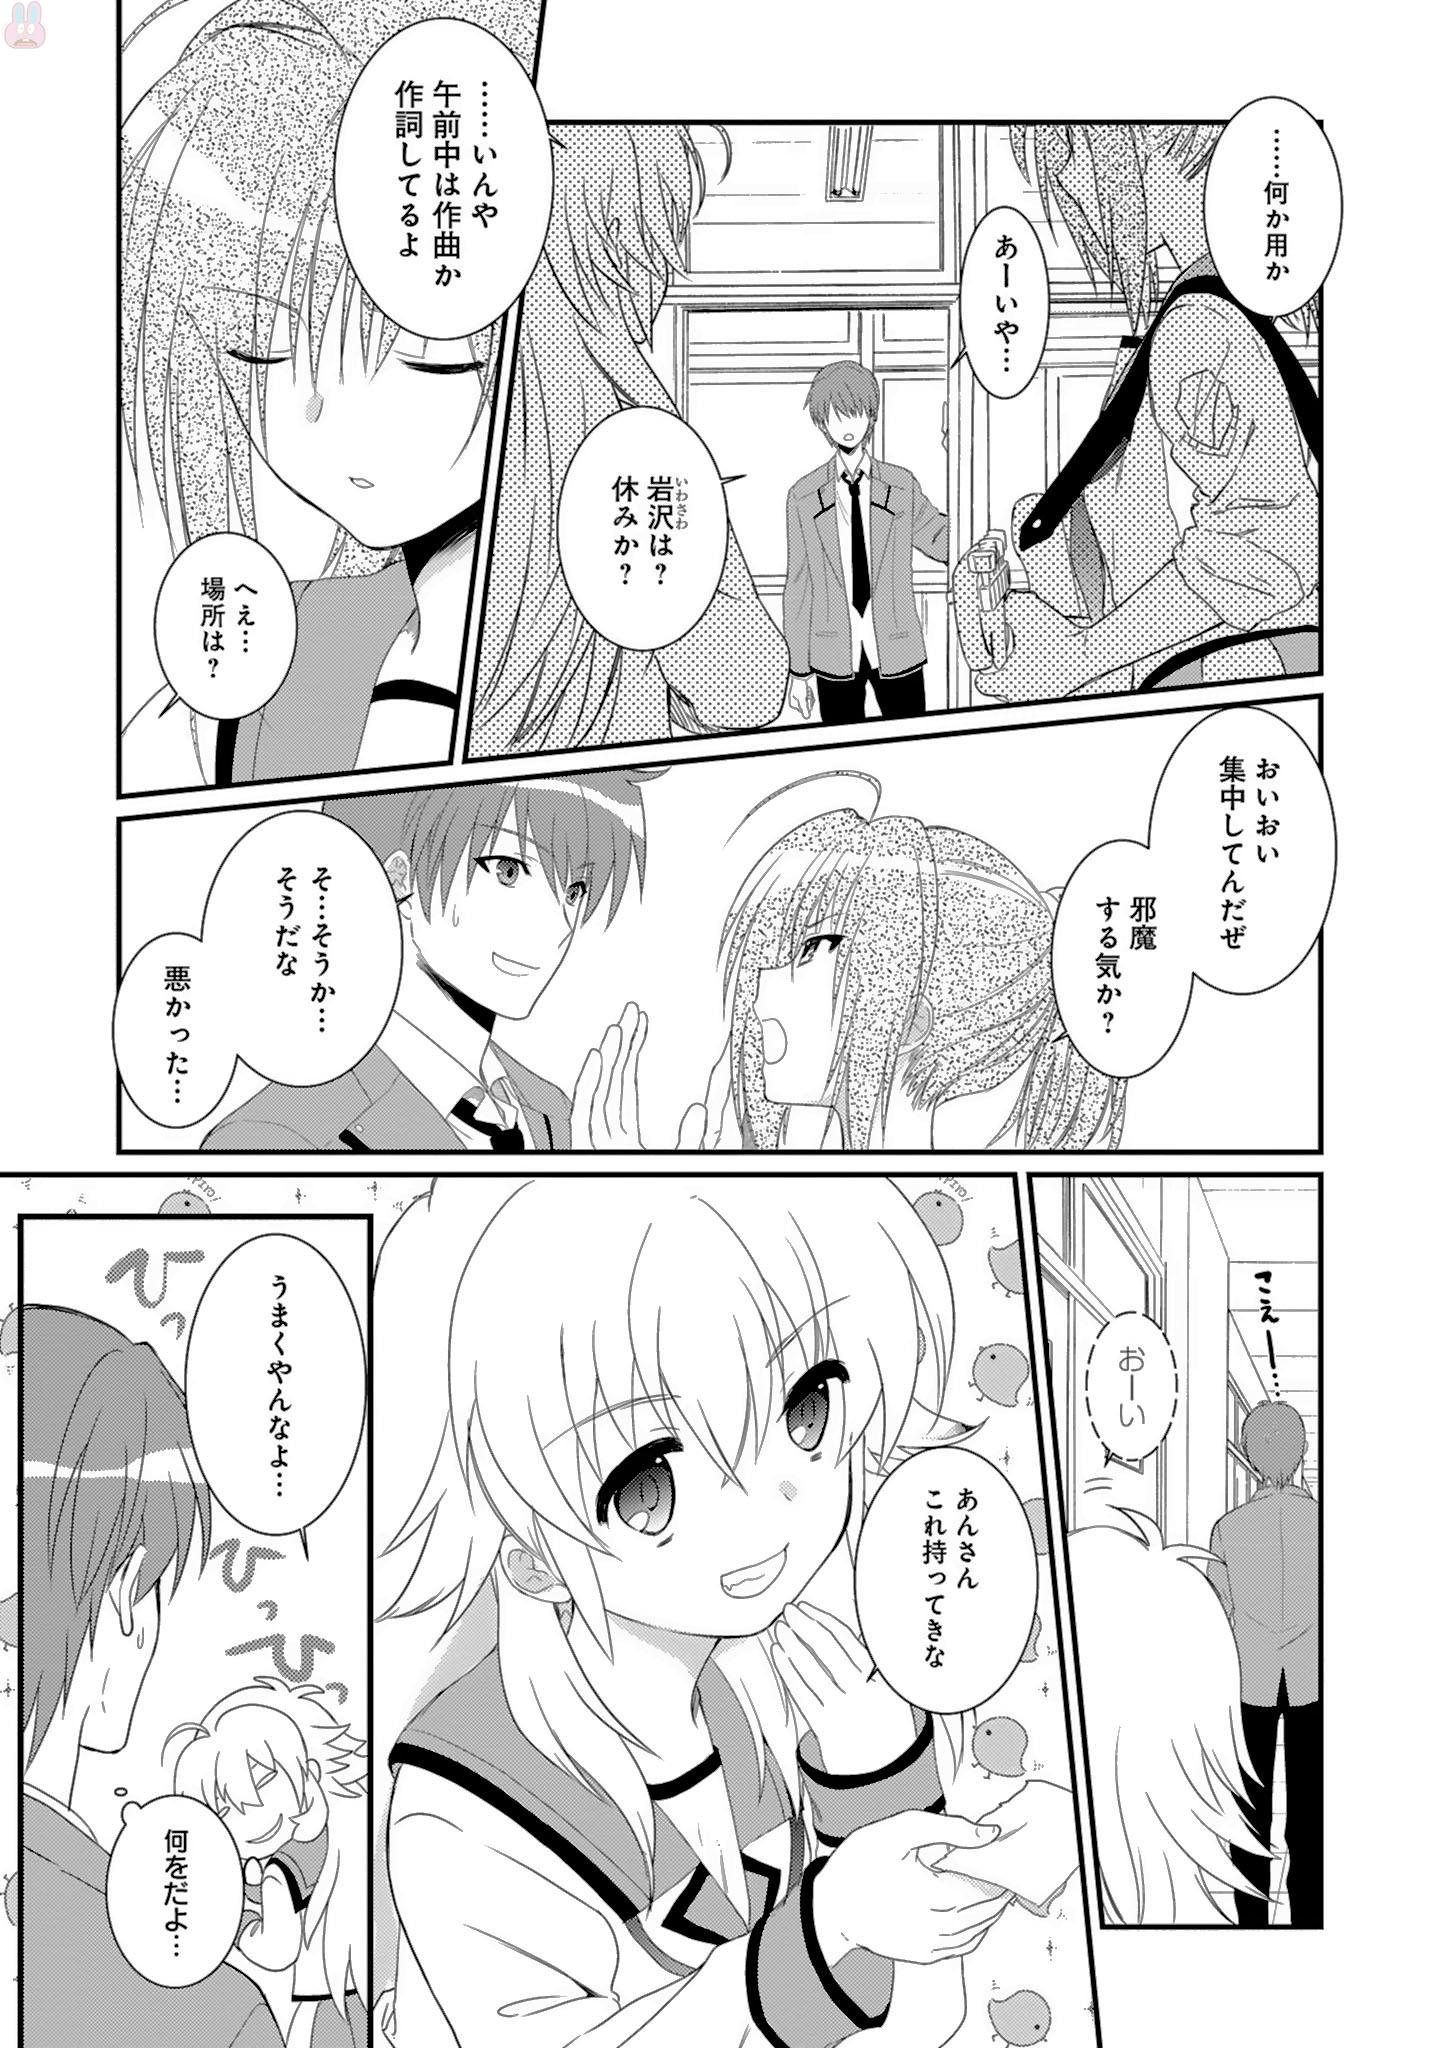 ……何か用か
あーいや…
岩沢は？
いわさわ
休みか？
……いんや
午前中は作曲か
作詞してるよ
へぇ…
場所は？
おいおい
集中してんだぜ
邪魔
する気か？
そ…そうか…
そうだな
悪かった…
こえー…
おーい
あんさん
これ持ってきな
うまくやんなよ…
ひっ
ひっ
ひっ
何をだよ…